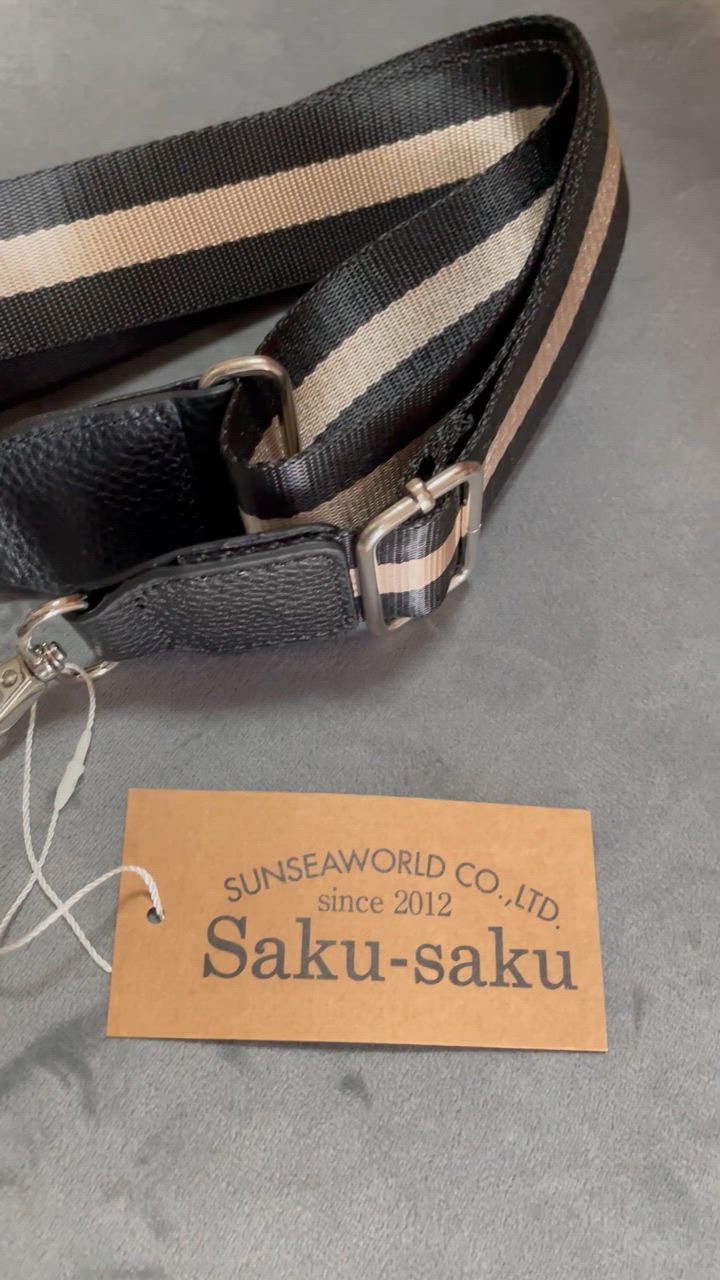 SUNSEAWORLD CO.,LTD.
since 2012
Saku-saku